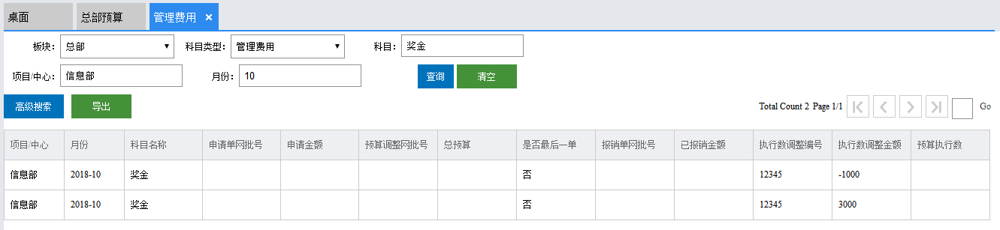 桌面 总部预算 管理费用 ×
板块: 总部 科目类型: 管理费用 科目: 奖金
项目/中心: 信息部 月份: 10 查询 清空
高级搜索 导出 Total Count 2 Page 1/1 Go
项目/中心 月份 科目名称 申请单网批号 申请金额 预算调整网批号 总预算 是否最后一单 报销单网批号 已报销金额 执行数调整编号 执行数调整金额 预算执行数
信息部 2018-10 奖金 否 12345 -1000
信息部 2018-10 奖金 否 12345 3000